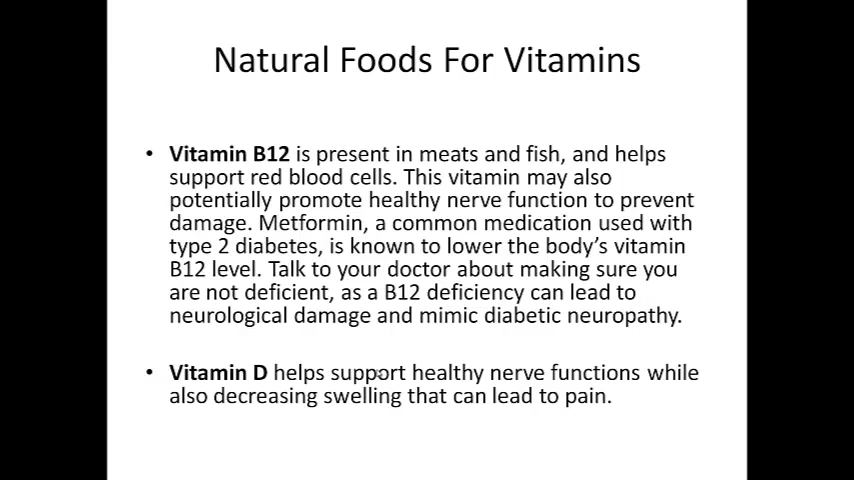 Natural Foods For Vitamins
• Vitamin B12 is present in meats and fish, and helps
support red blood cells. This vitamin may also
potentially promote healthy nerve function to prevent
damage. Metformin, a common medication used with
type 2 diabetes, is known to lower the body’s vitamin
B12 level. Talk to your doctor about making sure you
are not deficient, as a B12 deficiency can lead to
neurological damage and mimic diabetic neuropathy.
• Vitamin D helps support healthy nerve functions while
also decreasing swelling that can lead to pain.